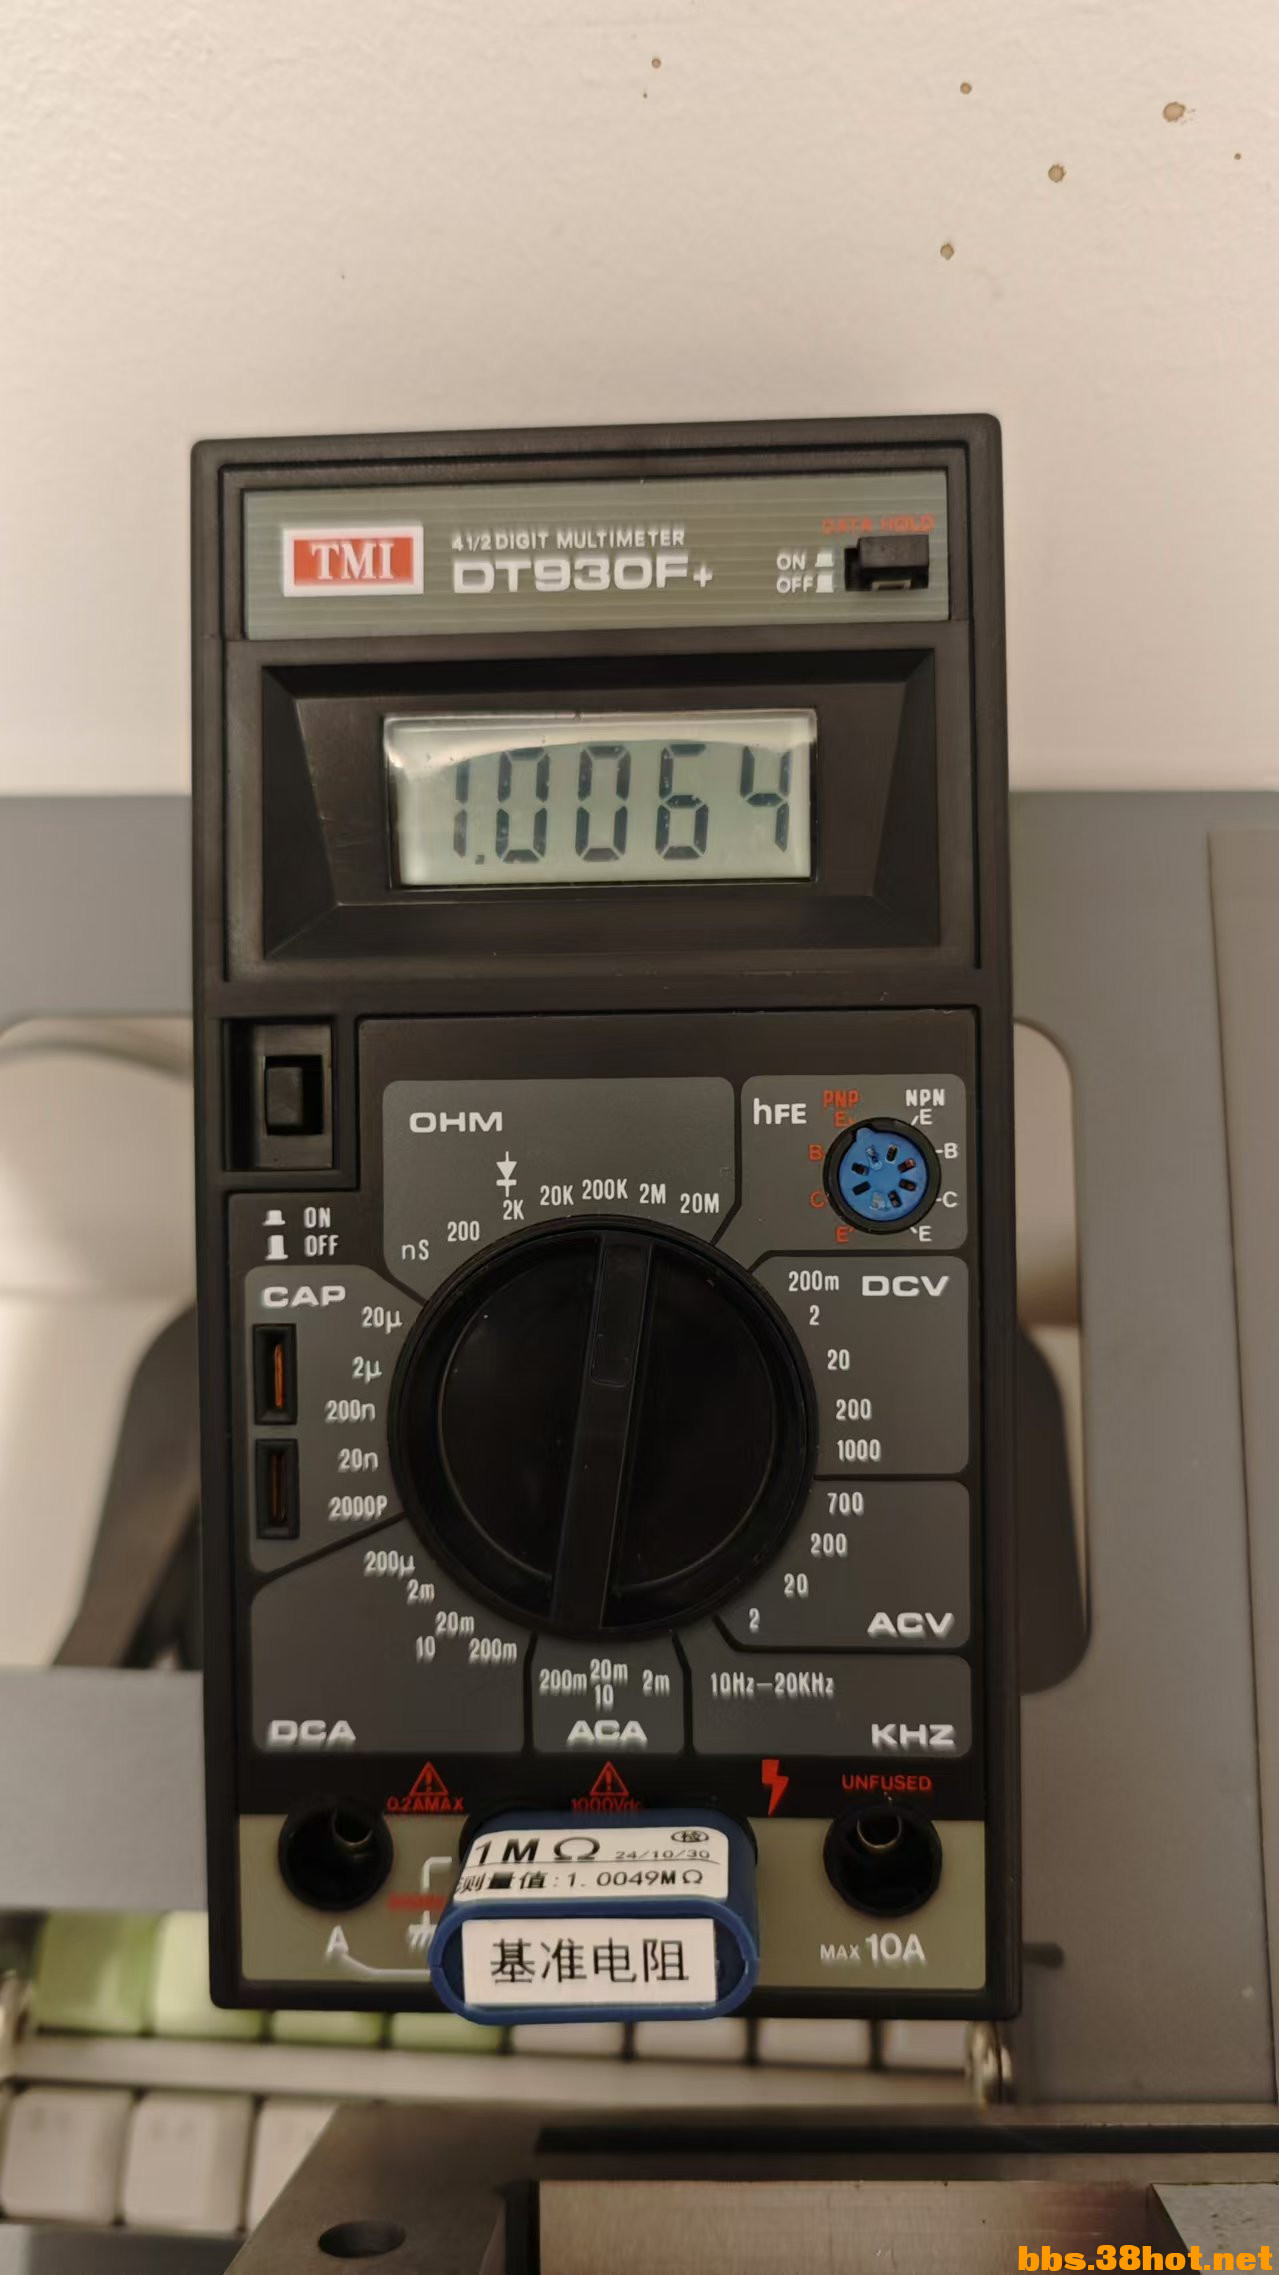 DATA HOLD
TMI
4 1/2 DIGIT MULTIMETER
DT930F+
ON
OFF
1.0064
OHM
2K
20K
200K
2M
20M
200
nS
hFE
PNP
NPN
E
E
B
B
C
C
E
E
ON
OFF
CAP
20μ
2μ
200n
20n
2000P
200m
DCV
2
20
200
1000
700
200
20
2
ACV
200μ
2m
20m
10
200m
DCA
200m
20m
2m
10
ACA
10Hz-20KHz
KHZ
0.2AMAX
1000Vdc
UNFUSED
1MΩ
检
24/10/30
测量值:1.0049MΩ
基准电阻
A
MAX 10A
bbs.38hot.net